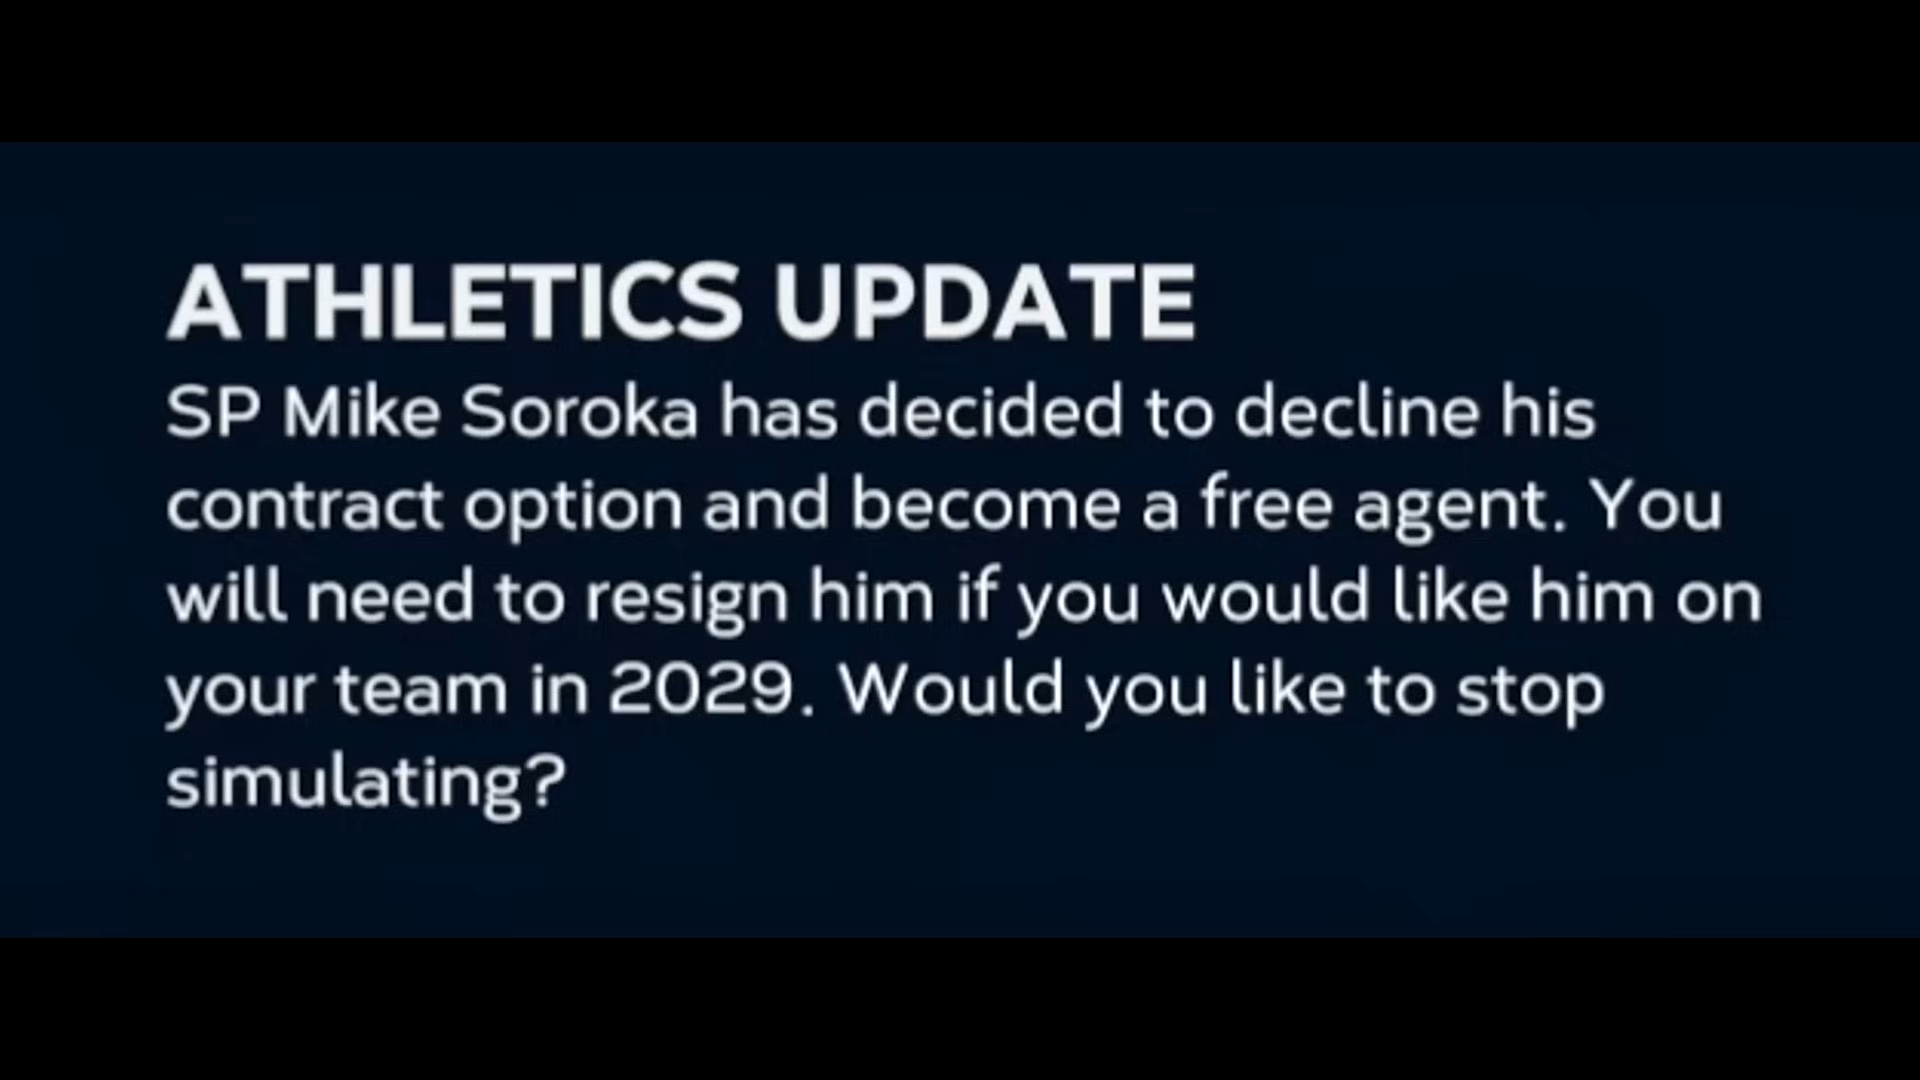 ATHLETICS UPDATE
SP Mike Soroka has decided to decline his
contract option and become a free agent. You
will need to resign him if you would like him on
your team in 2029. Would you like to stop
simulating?